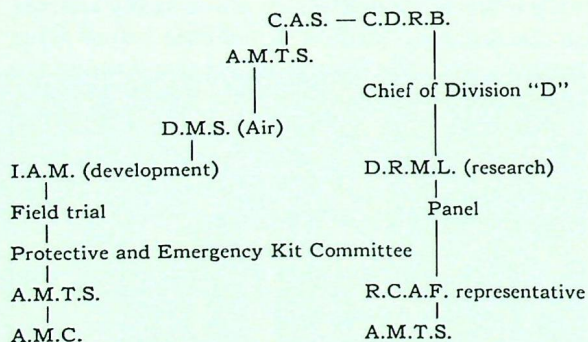 C.A.S. — C.D.R.B.
A.M.T.S.
Chief of Division "D"
D.M.S. (Air)
I.A.M. (development) D.R.M.L. (research)
Field trial Panel
Protective and Emergency Kit Committee
A.M.T.S. R.C.A.F. representative
A.M.C. A.M.T.S.